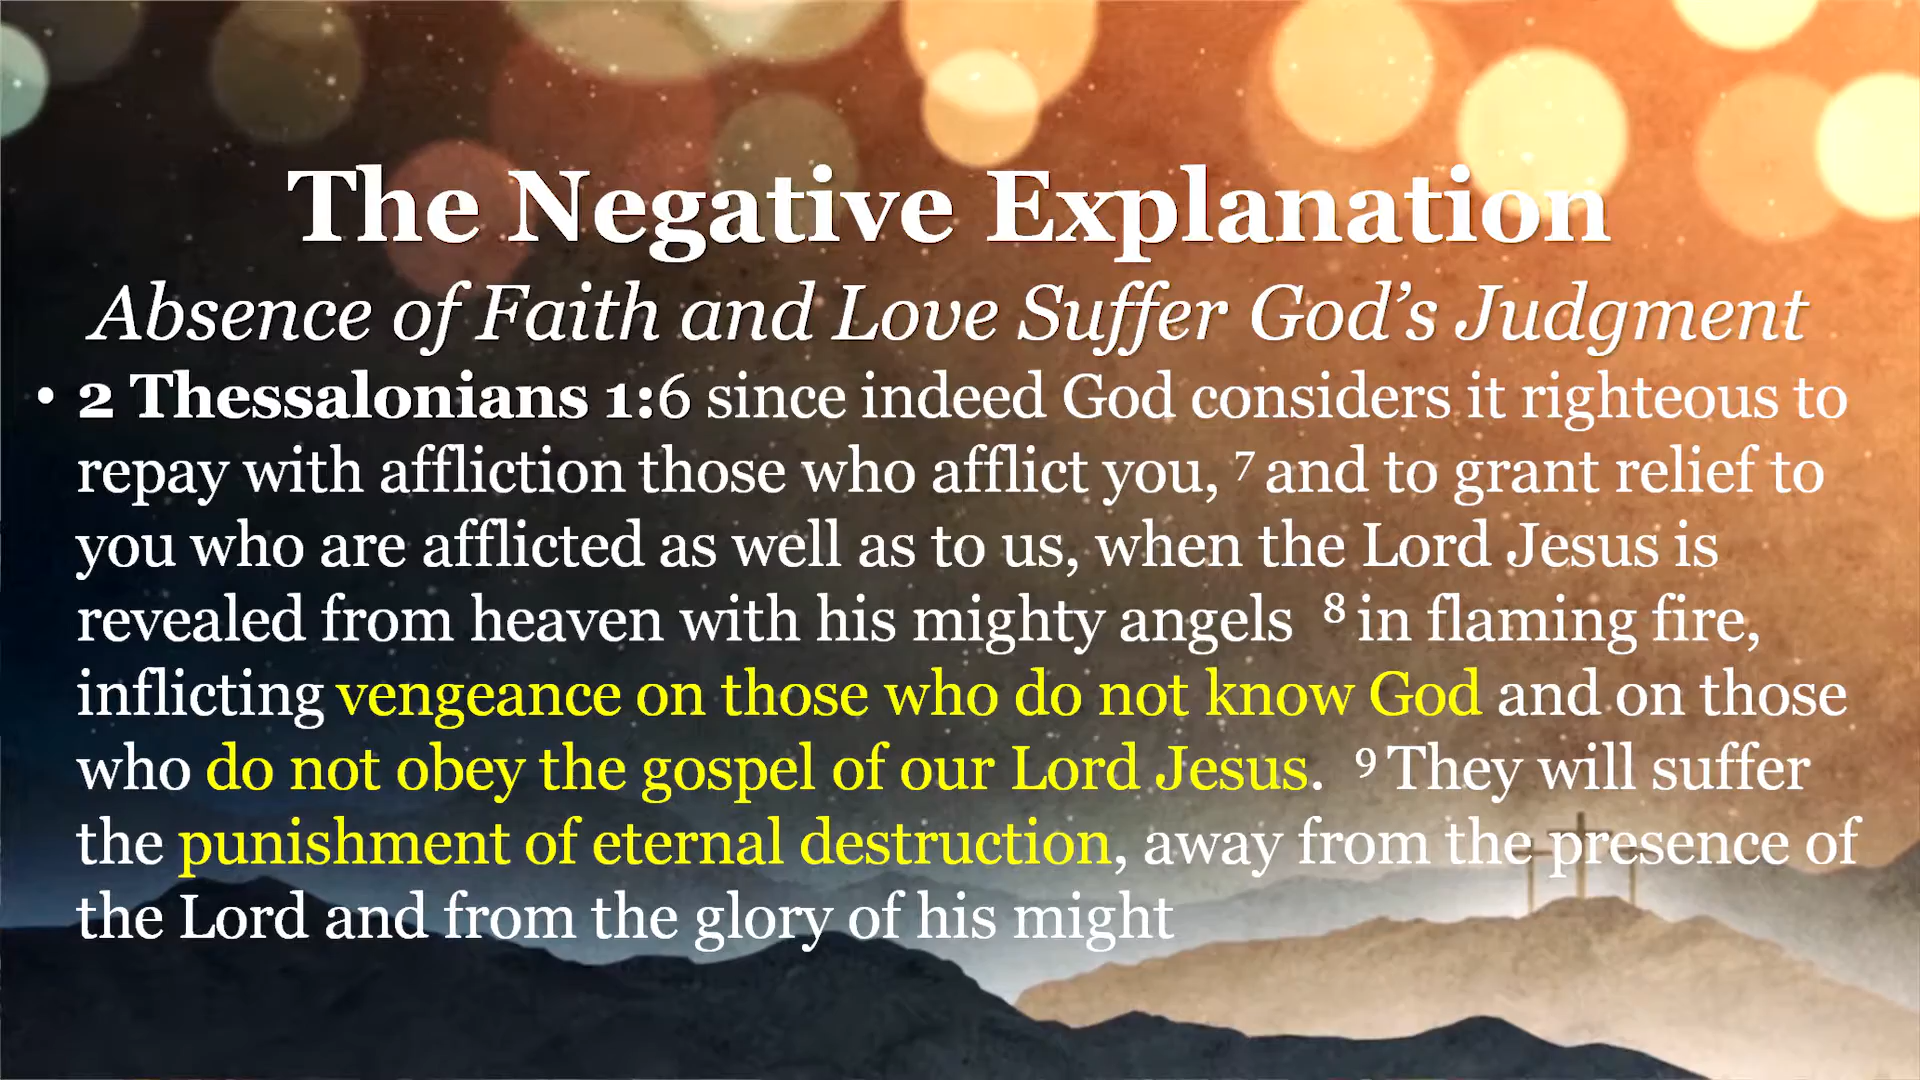 The Negative Explanation
Absence of Faith and Love Suffer God’s Judgment
• 2 Thessalonians 1:6 since indeed God considers it righteous to
repay with affliction those who afflict you, ⁷ and to grant relief to
you who are afflicted as well as to us, when the Lord Jesus is
revealed from heaven with his mighty angels ⁸ in flaming fire,
inflicting vengeance on those who do not know God and on those
who do not obey the gospel of our Lord Jesus. ⁹ They will suffer
the punishment of eternal destruction, away from the presence of
the Lord and from the glory of his might